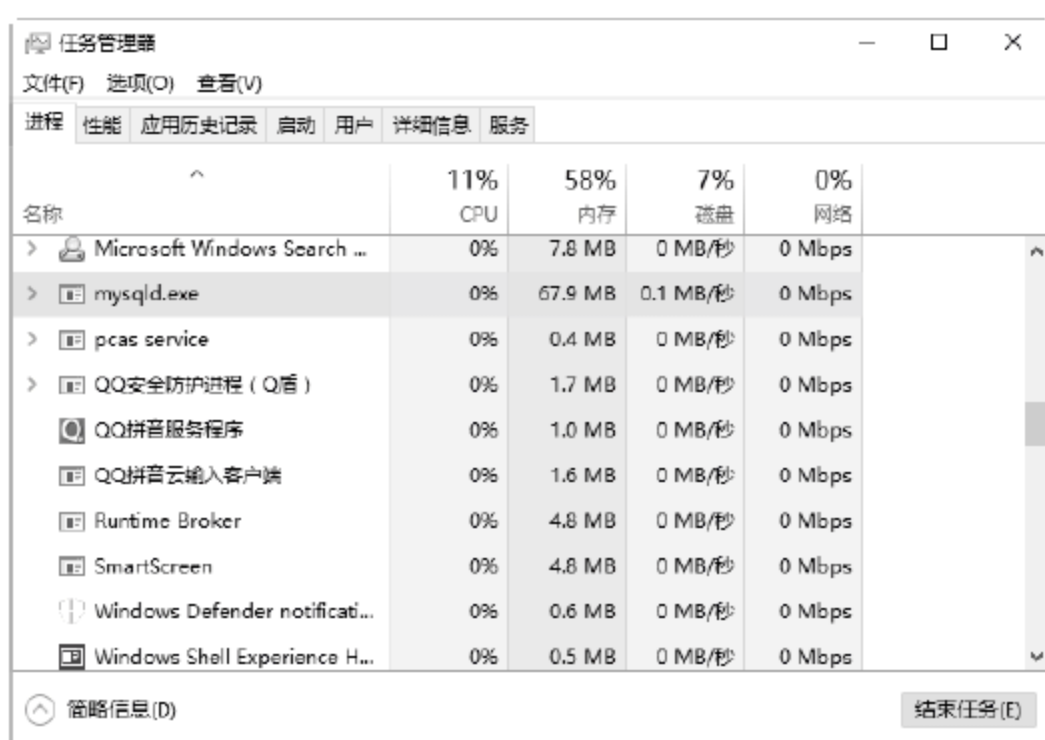 任务管理器
文件(F) 选项(O) 查看(V)
进程 性能 应用历史记录 启动 用户 详细信息 服务
11% 58% 7% 0%
名称 CPU 内存 磁盘 网络
Microsoft Windows Search ... 0% 7.8 MB 0 MB/秒 0 Mbps
mysqld.exe 0% 67.9 MB 0.1 MB/秒 0 Mbps
pcas service 0% 0.4 MB 0 MB/秒 0 Mbps
QQ安全防护进程（Q盾） 0% 1.7 MB 0 MB/秒 0 Mbps
QQ拼音服务程序 0% 1.0 MB 0 MB/秒 0 Mbps
QQ拼音云输入客户端 0% 1.6 MB 0 MB/秒 0 Mbps
Runtime Broker 0% 4.8 MB 0 MB/秒 0 Mbps
SmartScreen 0% 4.8 MB 0 MB/秒 0 Mbps
Windows Defender notificati... 0% 0.6 MB 0 MB/秒 0 Mbps
Windows Shell Experience H... 0% 0.5 MB 0 MB/秒 0 Mbps
简略信息(D) 结束任务(E)